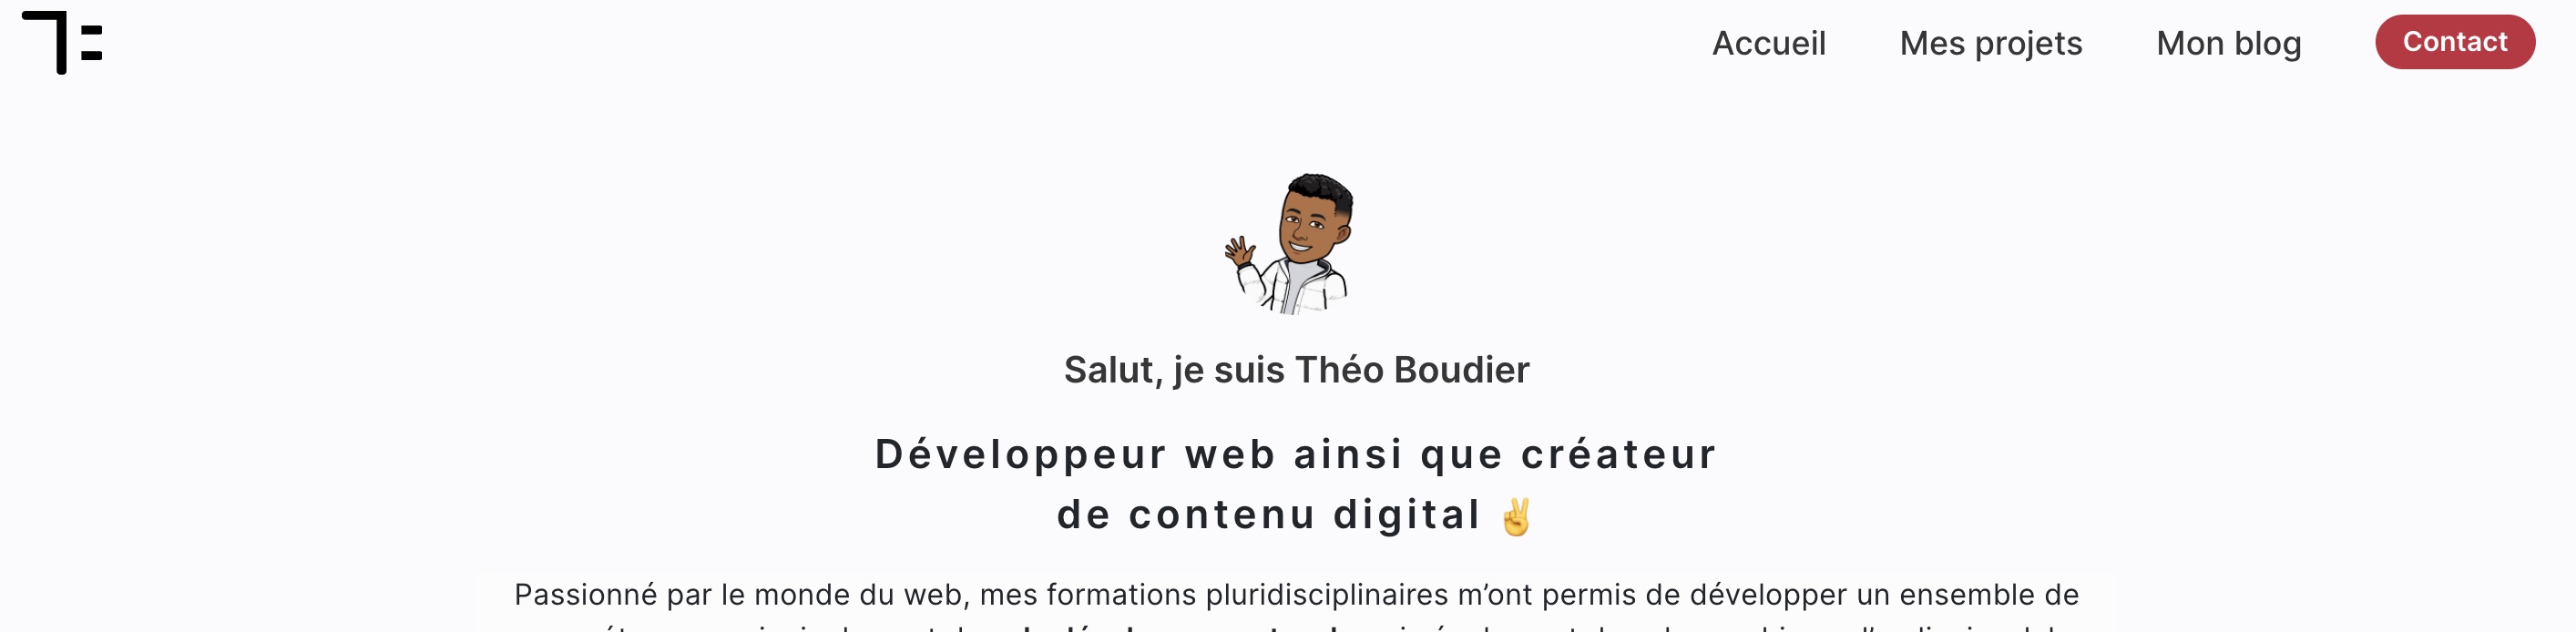 Accueil Mes projets Mon blog Contact
Salut, je suis Théo Boudier
Développeur web ainsi que créateur
de contenu digital ✌️
Passionné par le monde du web, mes formations pluridisciplinaires m’ont permis de développer un ensemble de